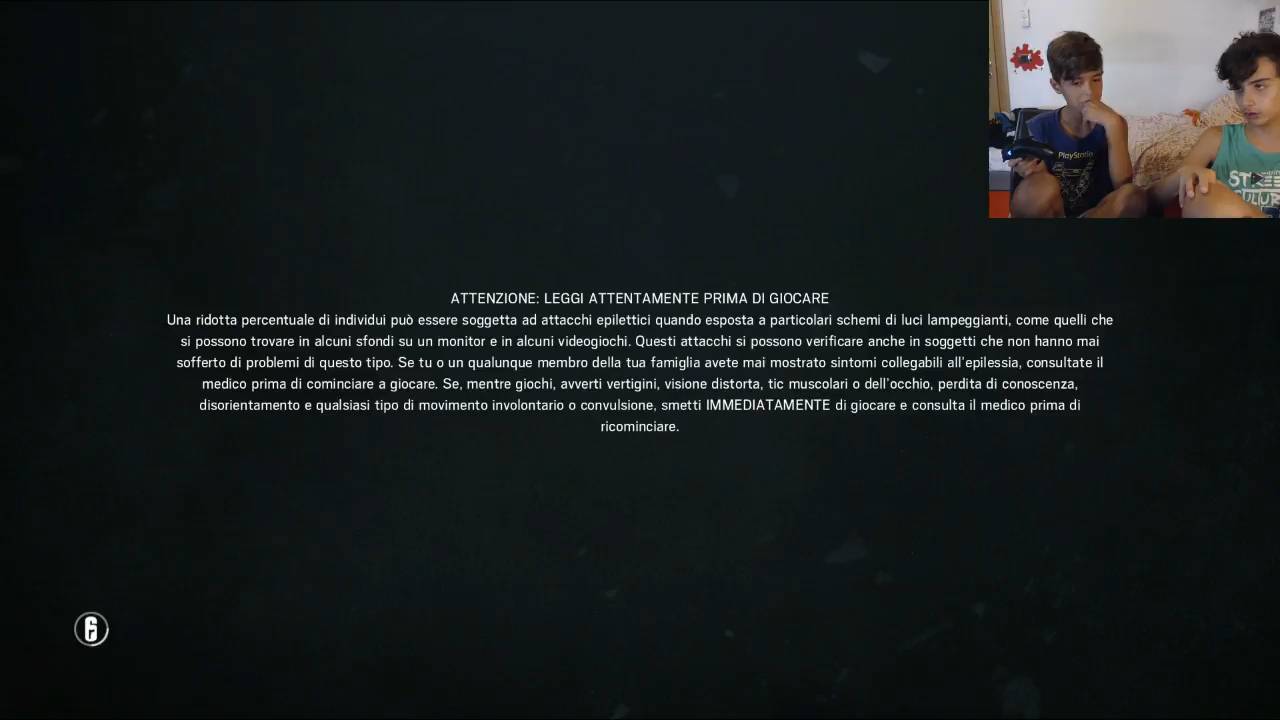 ATTENZIONE: LEGGI ATTENTAMENTE PRIMA DI GIOCARE
Una ridotta percentuale di individui può essere soggetta ad attacchi epilettici quando esposta a particolari schemi di luci lampeggianti, come quelli che
si possono trovare in alcuni sfondi su un monitor e in alcuni videogiochi. Questi attacchi si possono verificare anche in soggetti che non hanno mai
sofferto di problemi di questo tipo. Se tu o un qualunque membro della tua famiglia avete mai mostrato sintomi collegabili all'epilessia, consultate il
medico prima di cominciare a giocare. Se, mentre giochi, avverti vertigini, visione distorta, tic muscolari o dell'occhio, perdita di conoscenza,
disorientamento e qualsiasi tipo di movimento involontario o convulsione, smetti IMMEDIATAMENTE di giocare e consulta il medico prima di
ricominciare.
6
PlayStatio